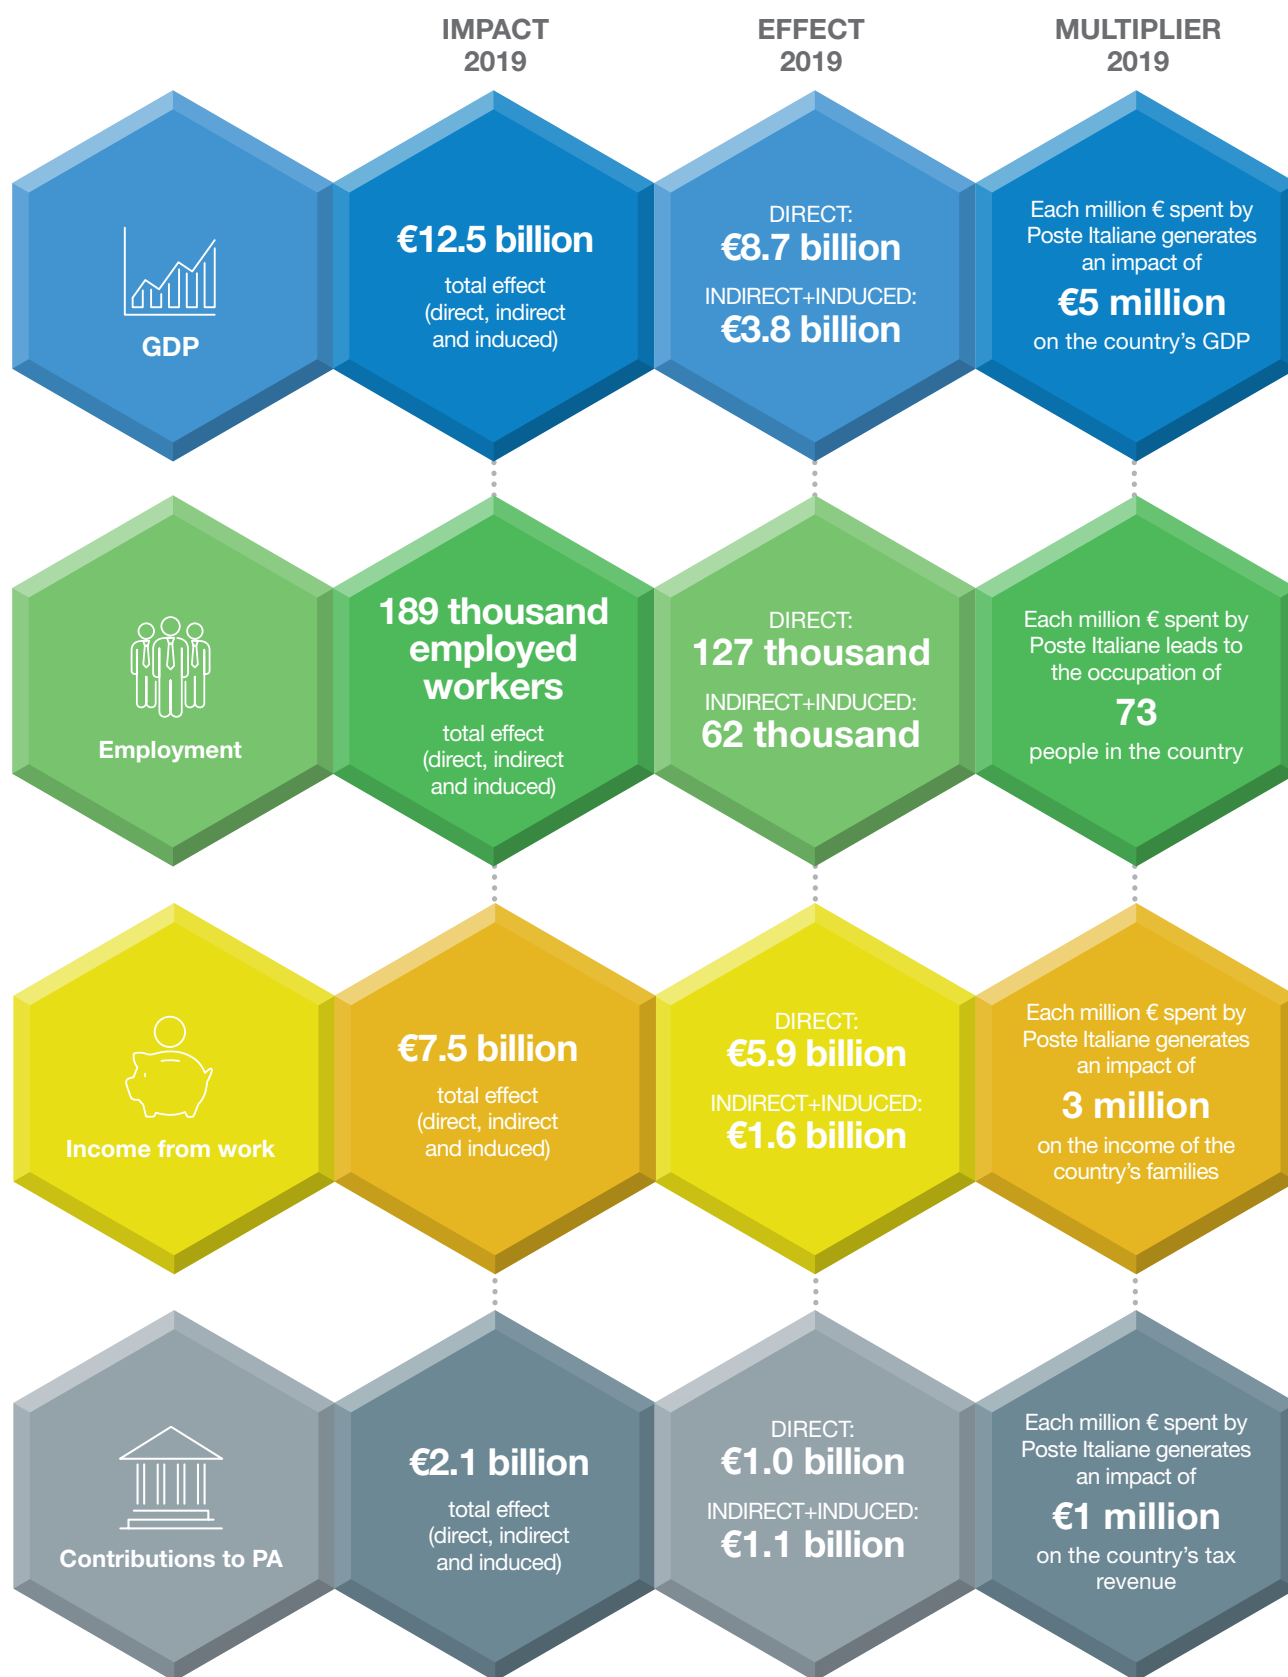 IMPACT
2019
EFFECT
2019
MULTIPLIER
2019
GDP
€12.5 billion
total effect
(direct, indirect
and induced)
DIRECT:
€8.7 billion
INDIRECT+INDUCED:
€3.8 billion
Each million € spent by
Poste Italiane generates
an impact of
€5 million
on the country's GDP
Employment
189 thousand
employed
workers
total effect
(direct, indirect
and induced)
DIRECT:
127 thousand
INDIRECT+INDUCED:
62 thousand
Each million € spent by
Poste Italiane leads to
the occupation of
73
people in the country
Income from work
€7.5 billion
total effect
(direct, indirect
and induced)
DIRECT:
€5.9 billion
INDIRECT+INDUCED:
€1.6 billion
Each million € spent by
Poste Italiane generates
an impact of
3 million
on the income of the
country's families
Contributions to PA
€2.1 billion
total effect
(direct, indirect
and induced)
DIRECT:
€1.0 billion
INDIRECT+INDUCED:
€1.1 billion
Each million € spent by
Poste Italiane generates
an impact of
€1 million
on the country's tax
revenue